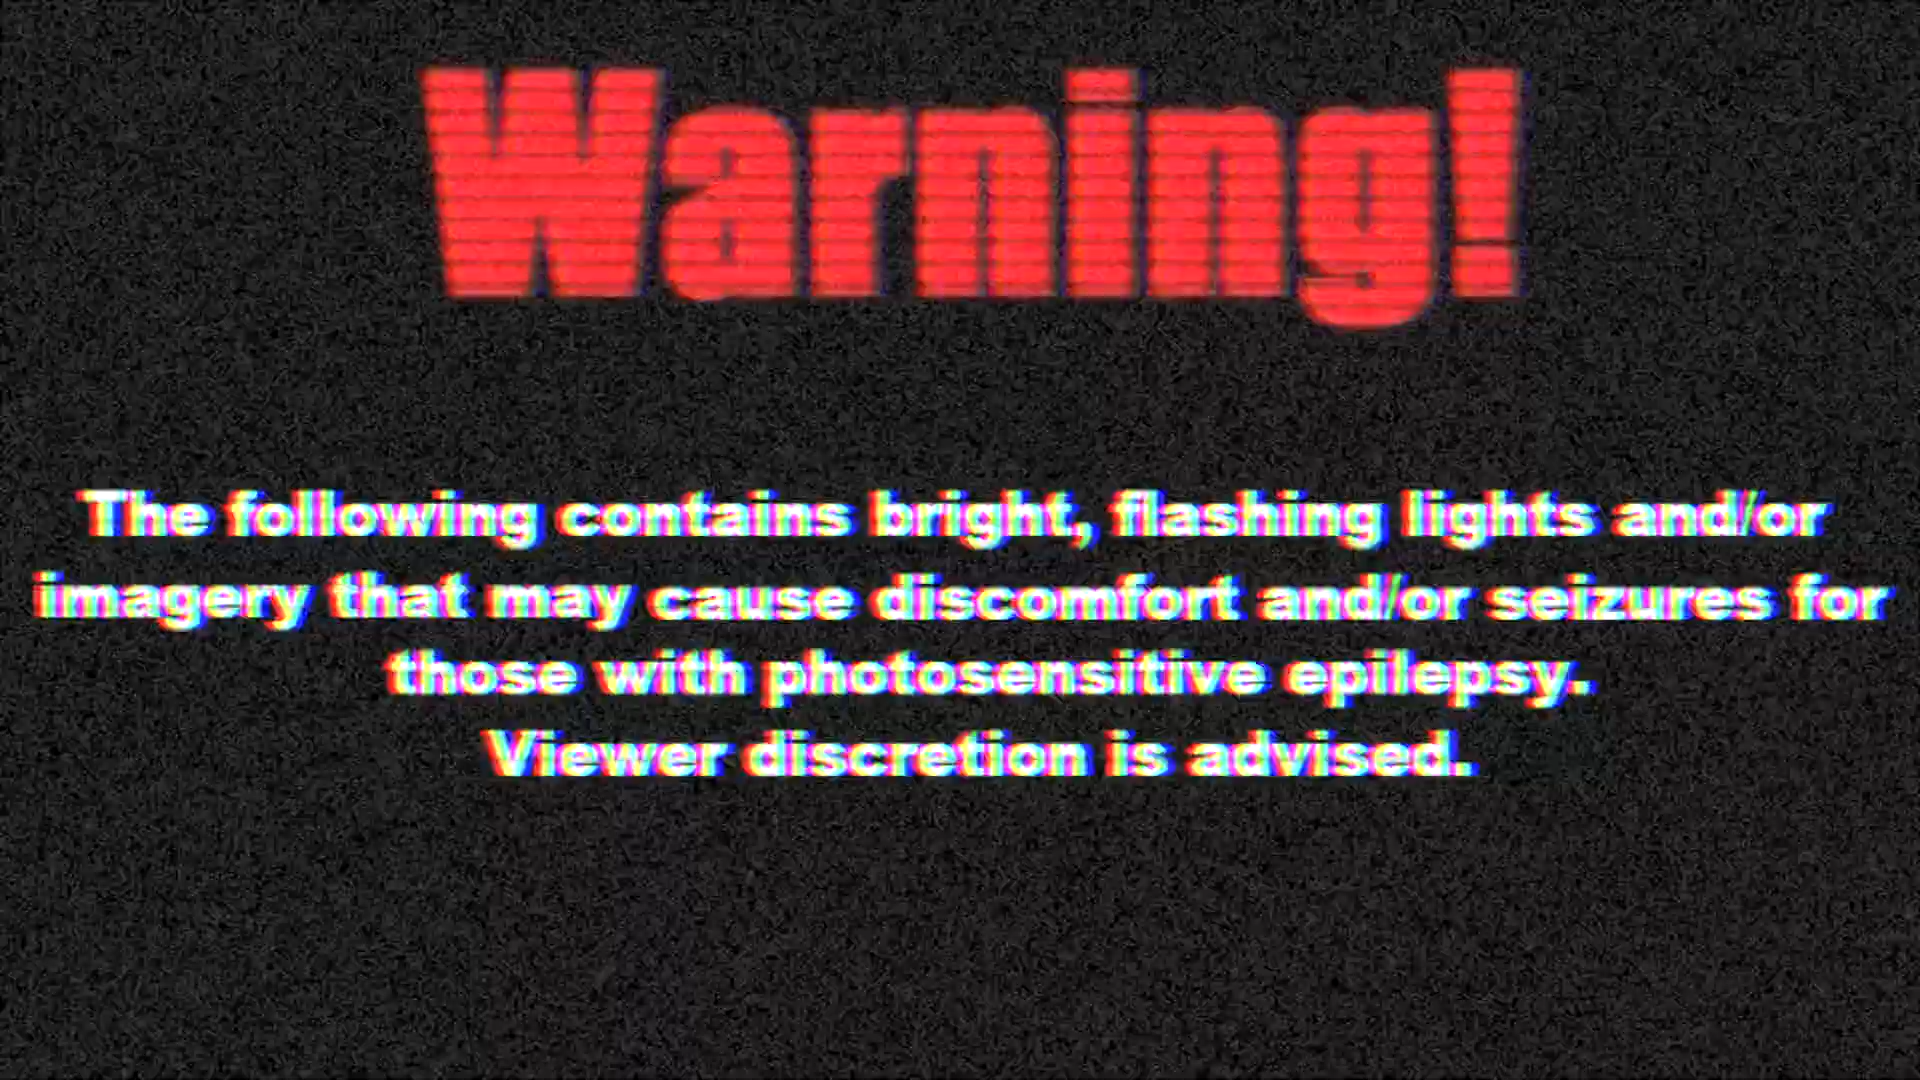 Warning!
The following contains bright, flashing lights and/or
imagery that may cause discomfort and/or seizures for
those with photosensitive epilepsy.
Viewer discretion is advised.